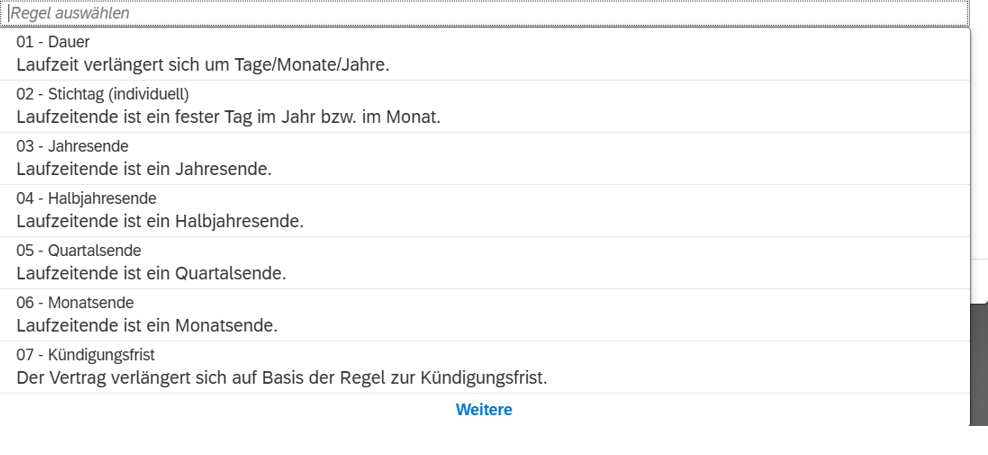 Regel auswählen
01 - Dauer
Laufzeit verlängert sich um Tage/Monate/Jahre.
02 - Stichtag (individuell)
Laufzeitende ist ein fester Tag im Jahr bzw. im Monat.
03 - Jahresende
Laufzeitende ist ein Jahresende.
04 - Halbjahresende
Laufzeitende ist ein Halbjahresende.
05 - Quartalsende
Laufzeitende ist ein Quartalsende.
06 - Monatsende
Laufzeitende ist ein Monatsende.
07 - Kündigungsfrist
Der Vertrag verlängert sich auf Basis der Regel zur Kündigungsfrist.
Weitere